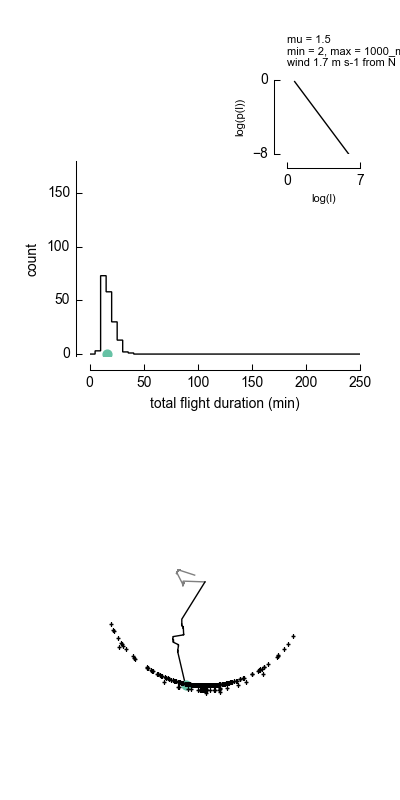 mu = 1.5
min = 2, max = 1000_m
wind 1.7 m s-1 from N
0
log(p(l))
−8
0 7
log(l)
150
100
count
50
0
0 50 100 150 200 250
total flight duration (min)